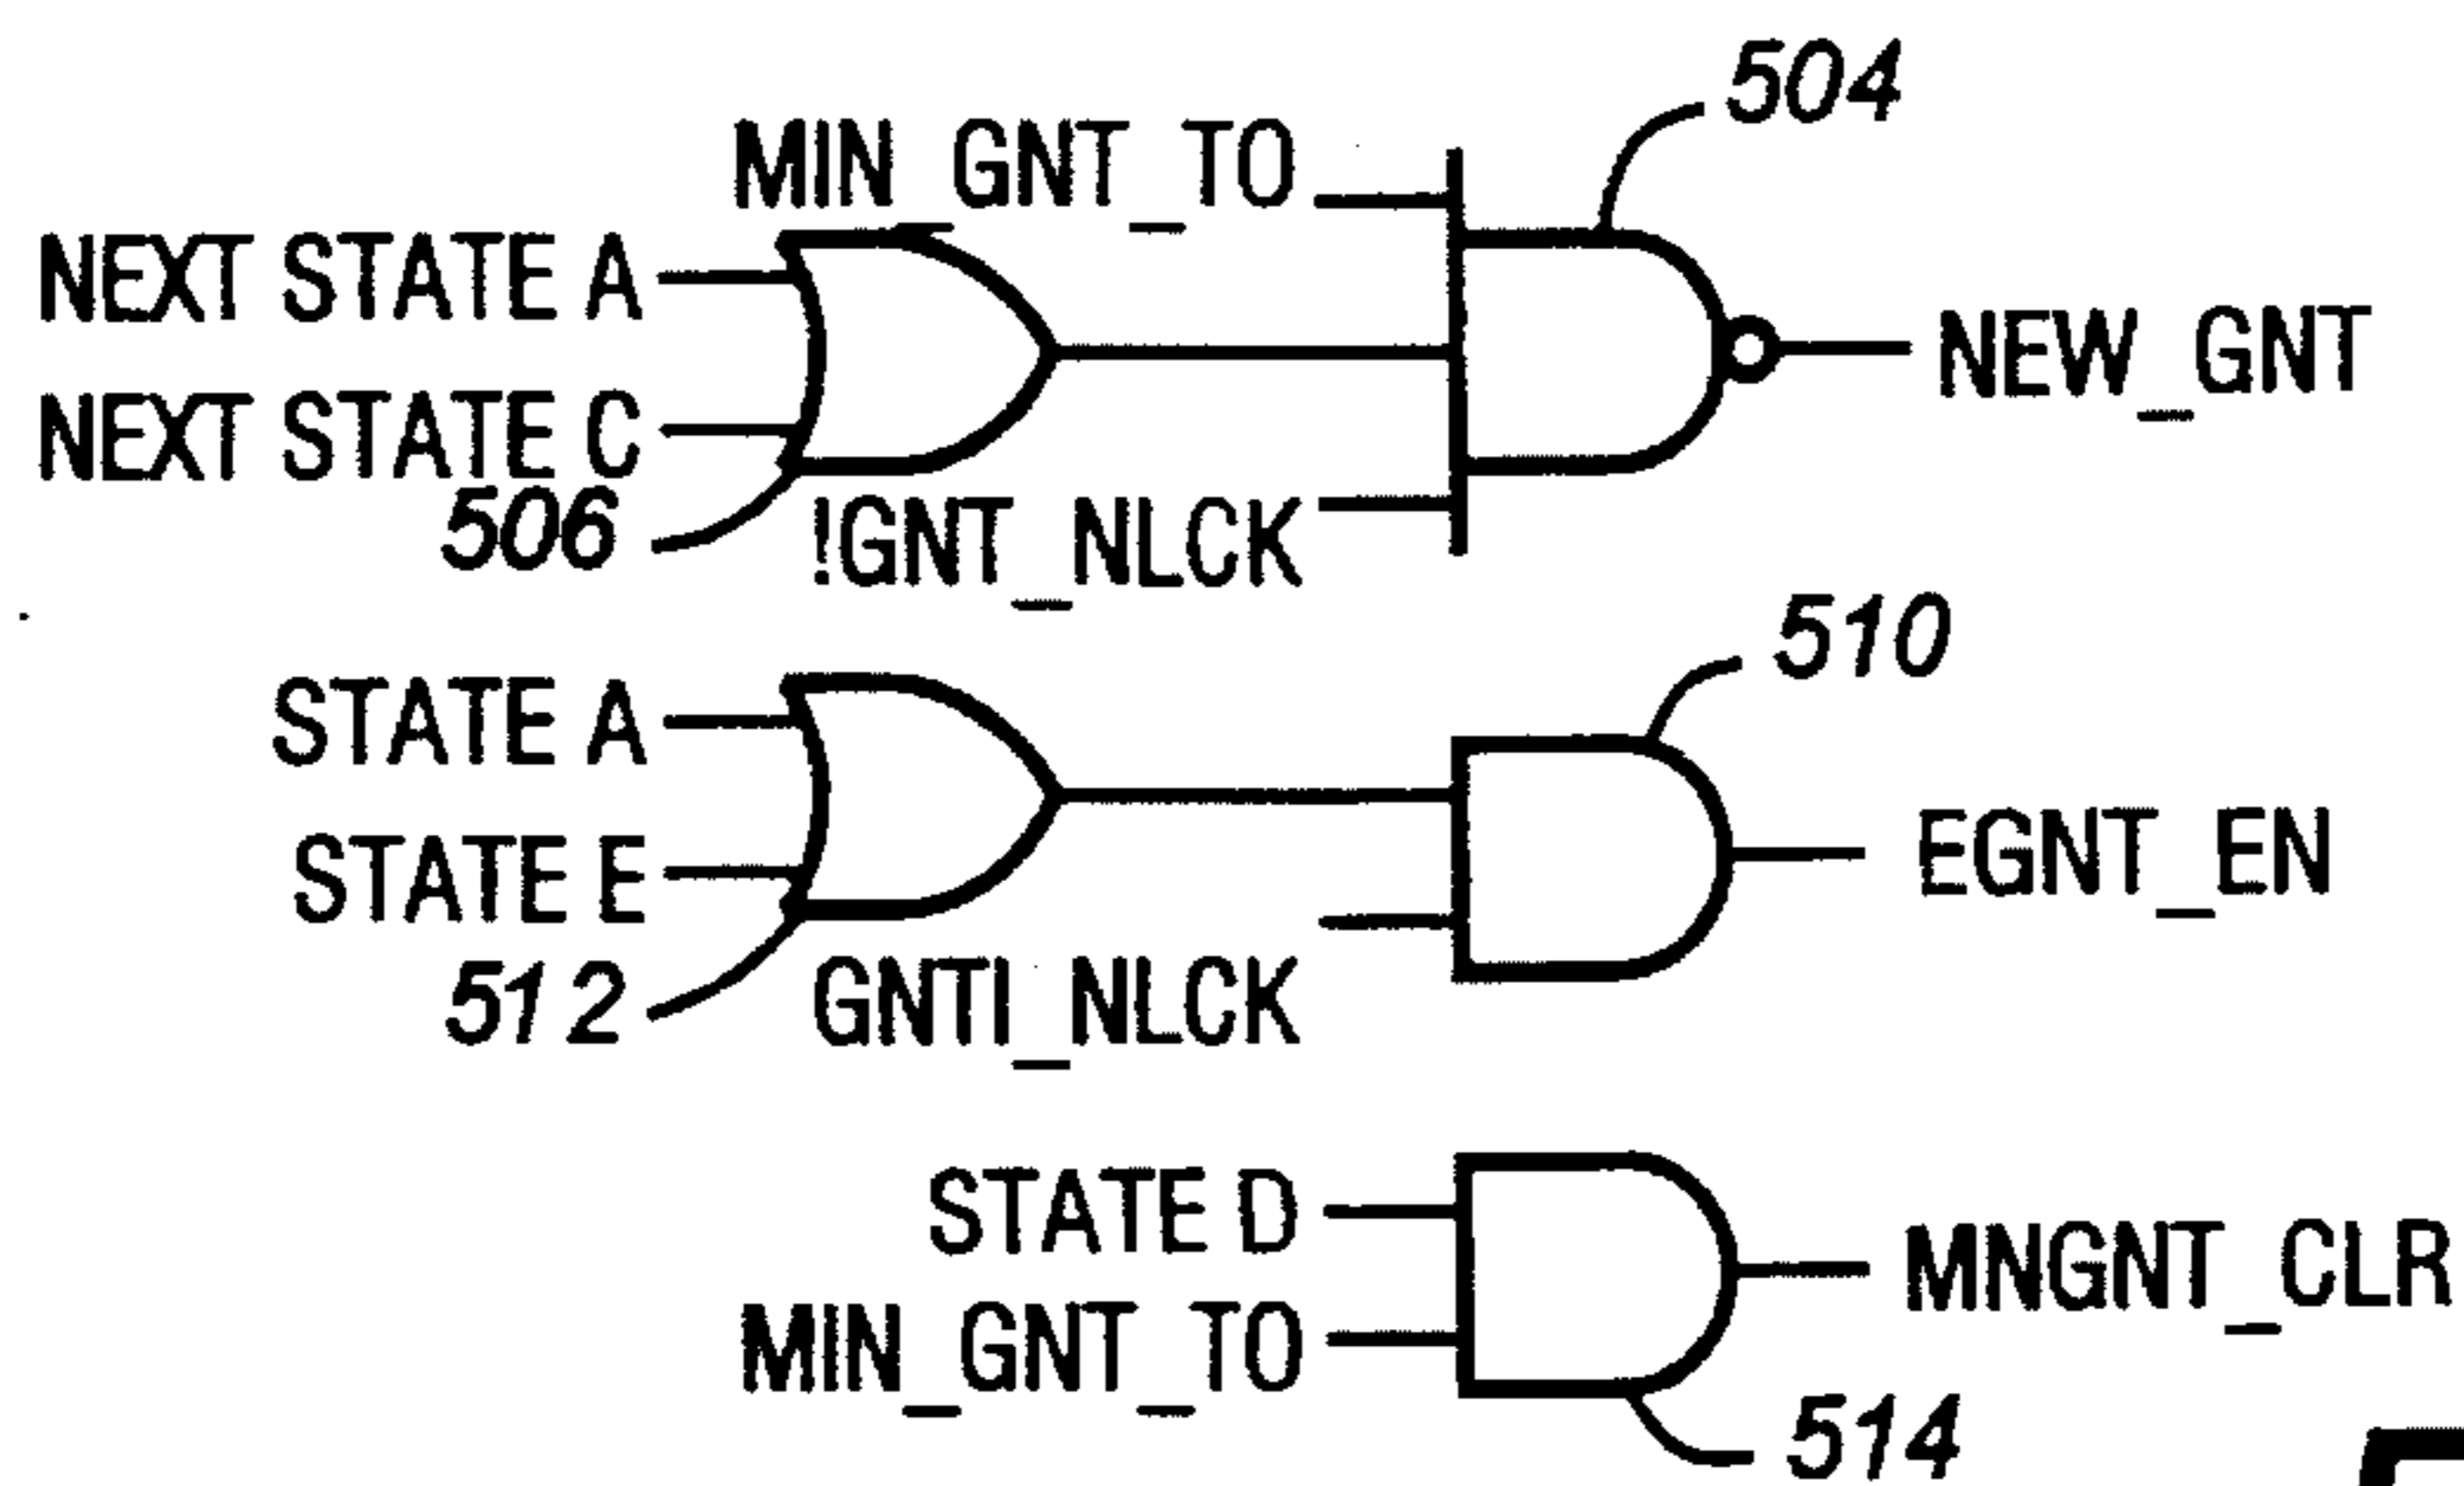 504
MIN_GNT_TO
NEXT STATE A
NEW_GNT
NEXT STATE C
506
!GNT_NLCK
510
STATE A
EGNT_EN
STATE E
512
GNTI_NLCK
STATE D
MNGNT_CLR
MIN_GNT_TO
514